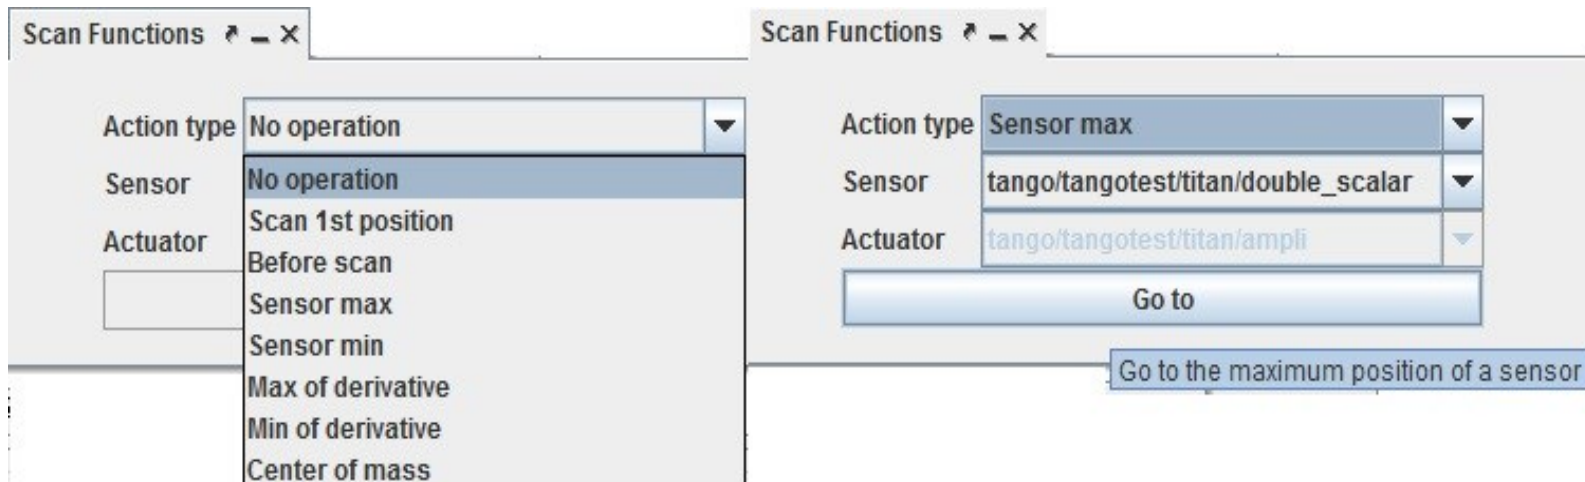 Scan Functions
Action type No operation
Sensor
Actuator
No operation
Scan 1st position
Before scan
Sensor max
Sensor min
Max of derivative
Min of derivative
Center of mass
Scan Functions
Action type Sensor max
Sensor tango/tangotest/titan/double_scalar
Actuator tango/tangotest/titan/ampli
Go to
Go to the maximum position of a sensor